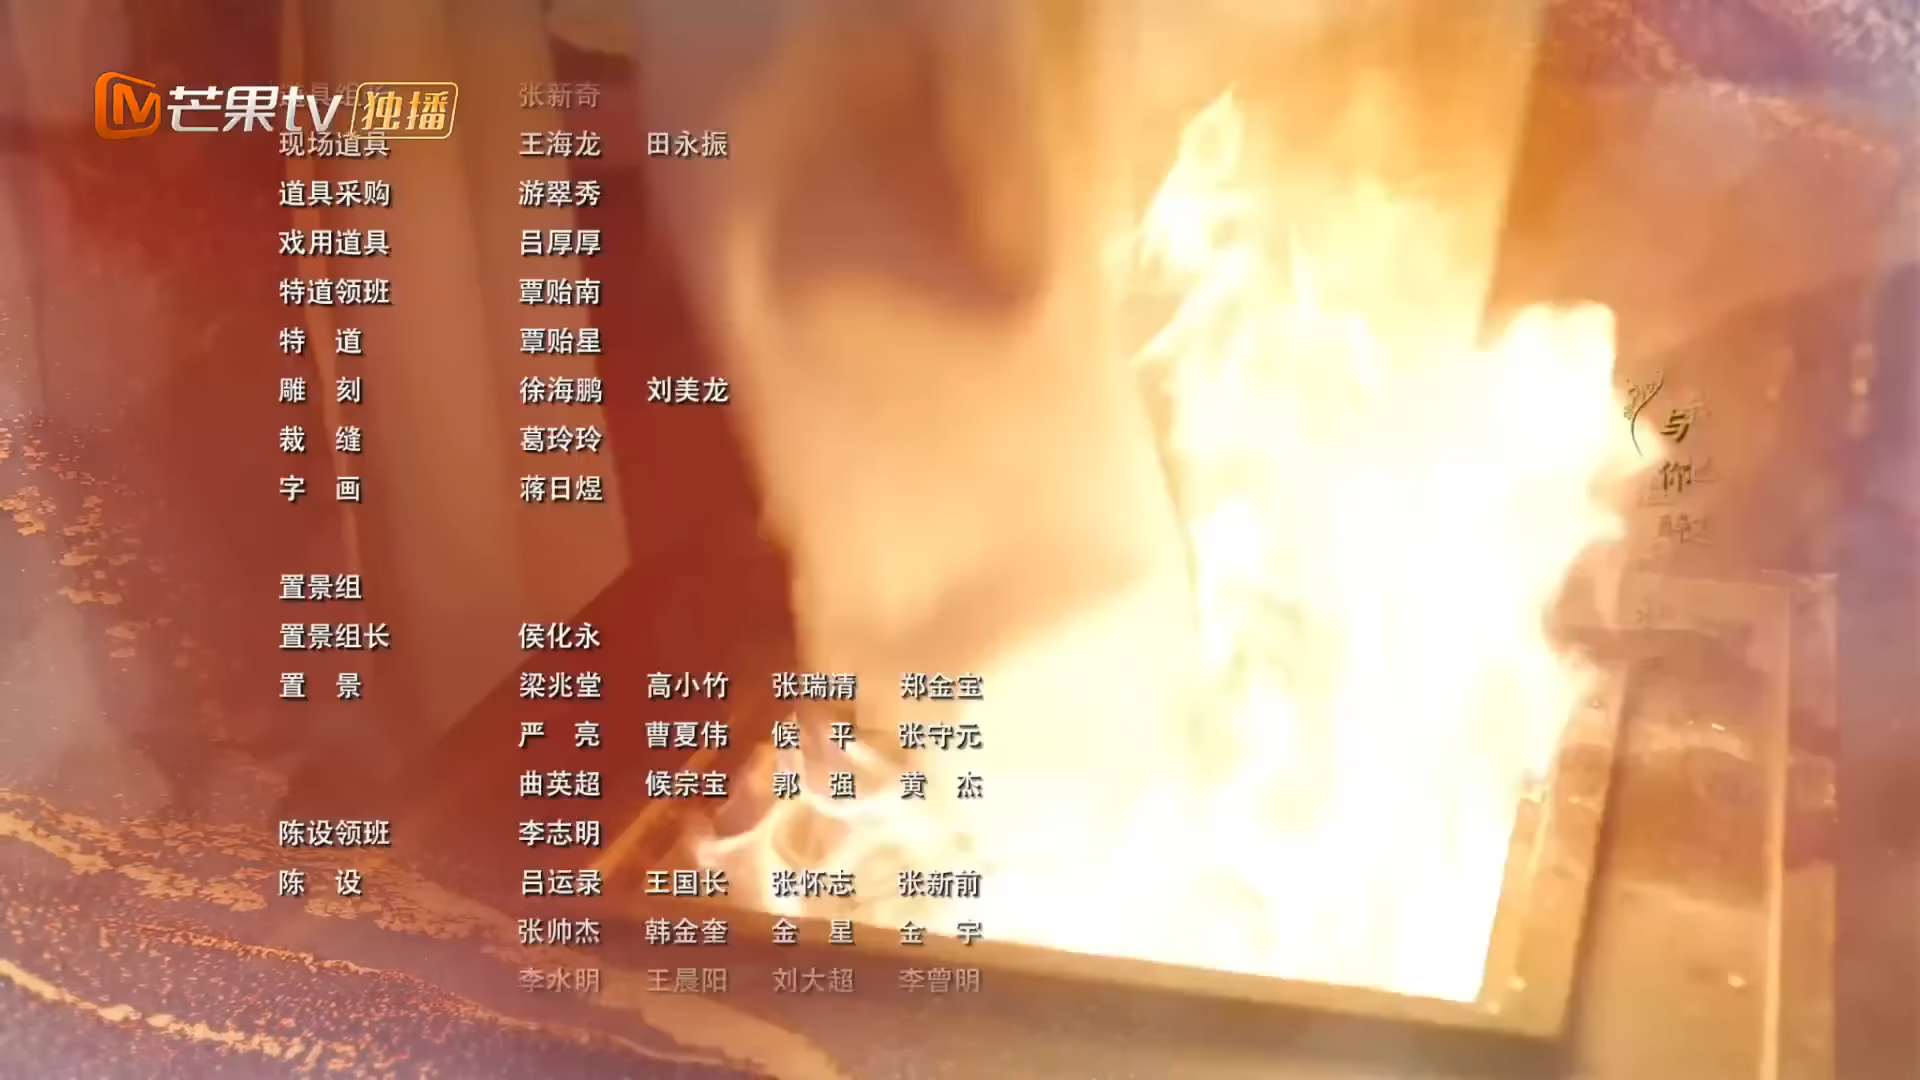 芒果tv 独播
道具组长 张新奇
现场道具 王海龙 田永振
道具采购 游翠秀
戏用道具 吕厚厚
特道领班 覃贻南
特 道 覃贻星
雕 刻 徐海鹏 刘美龙
裁 缝 葛玲玲
字 画 蒋日煜
置景组
置景组长 侯化永
置 景 梁兆堂 高小竹 张瑞清 郑金宝
严 亮 曹夏伟 候 平 张守元
曲英超 候宗宝 郭 强 黄 杰
陈设领班 李志明
陈 设 吕运录 王国长 张怀志 张新前
张帅杰 韩金奎 金 星 金 宇
李水明 王晨阳 刘大超 李曾明
与
你